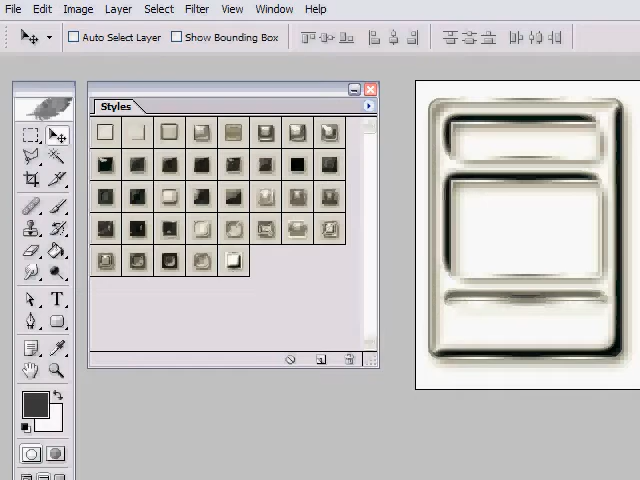 File Edit Image Layer Select Filter View Window Help
Auto Select Layer Show Bounding Box
Styles
T